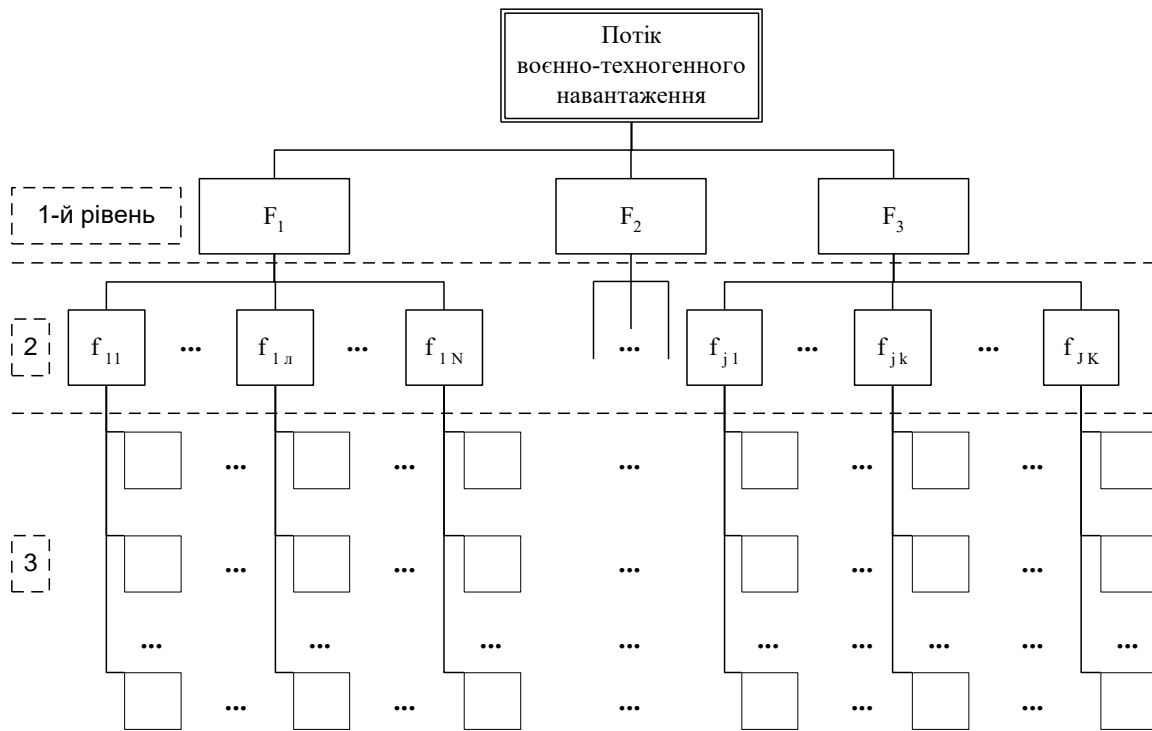 Потік
воєнно-техногенного
навантаження
1-й рівень
F1
F2
F3
2
f11
...
f1л
...
f1N
...
fj1
...
fjk
...
fJK
... ... ... ... ...
3
... ... ... ... ...
... ... ... ... ... ... ... ...
... ... ... ... ...